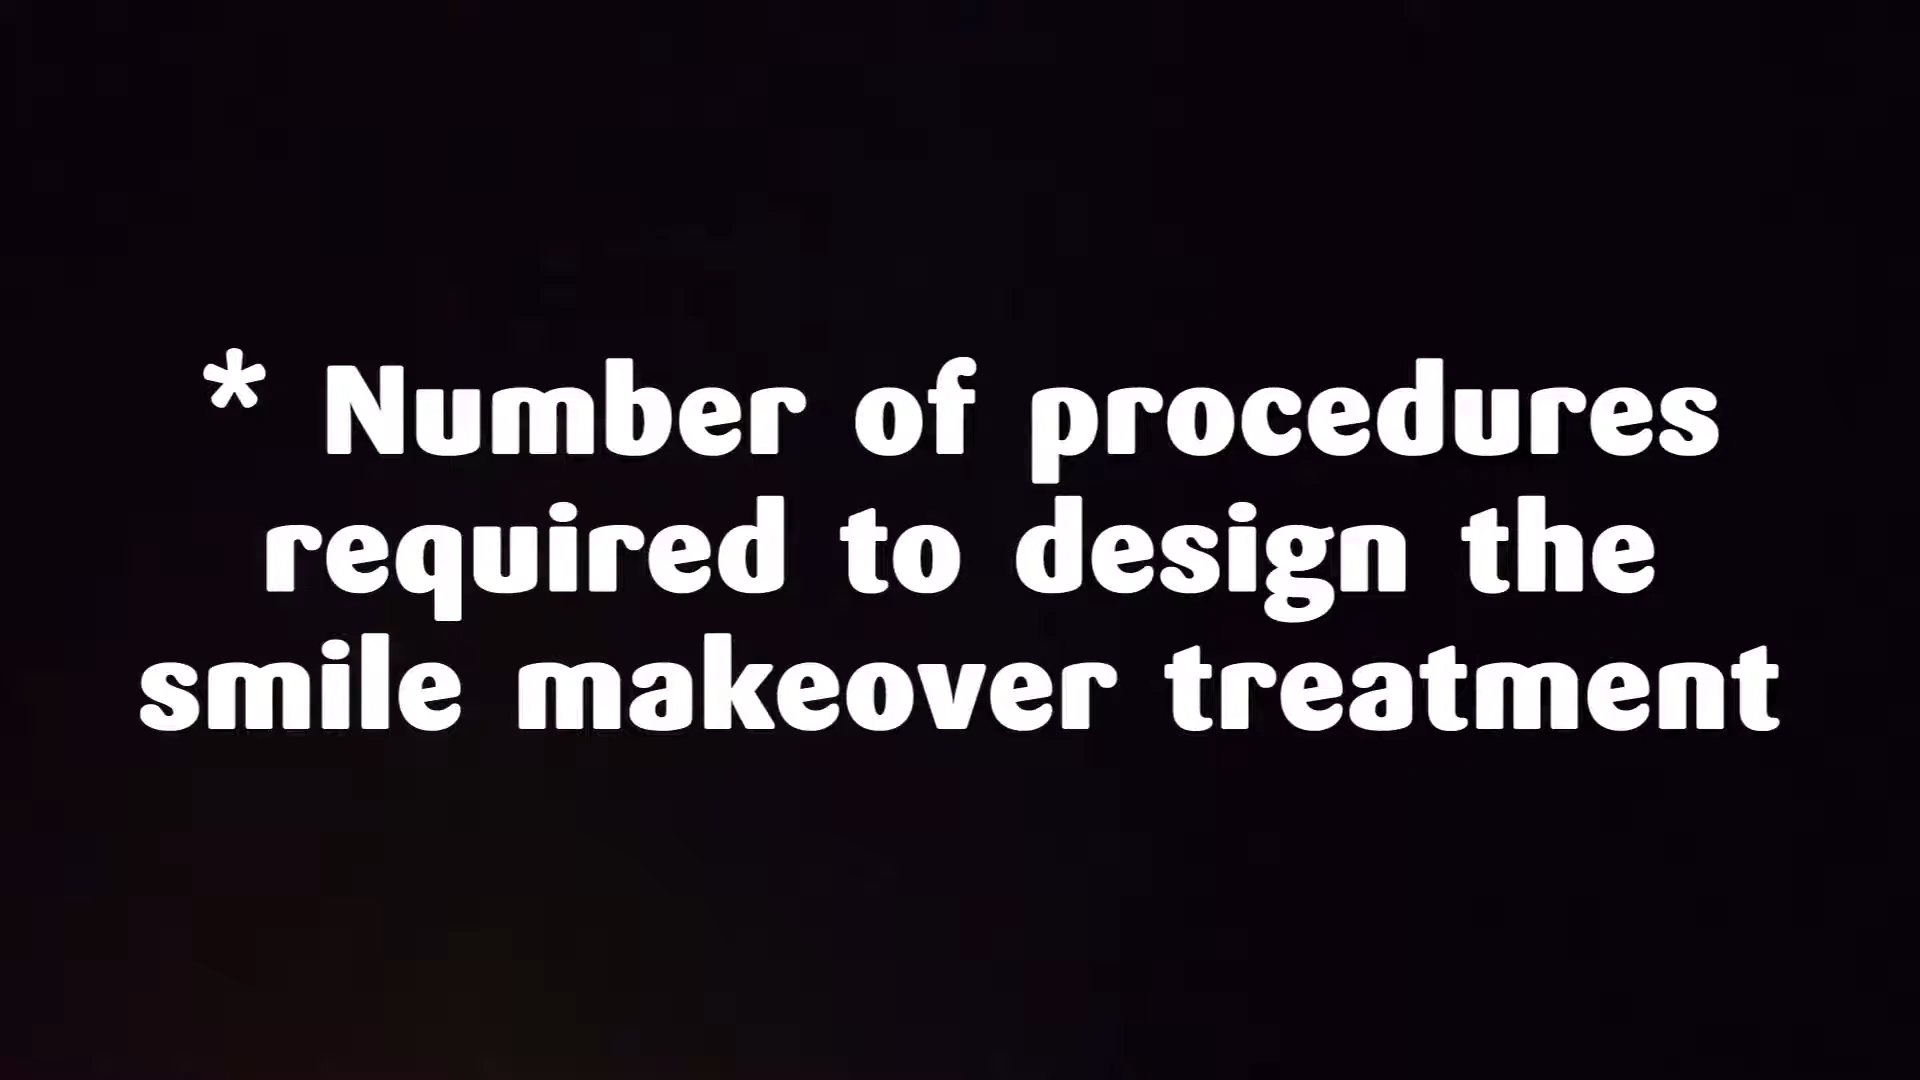 * Number of procedures
required to design the
smile makeover treatment